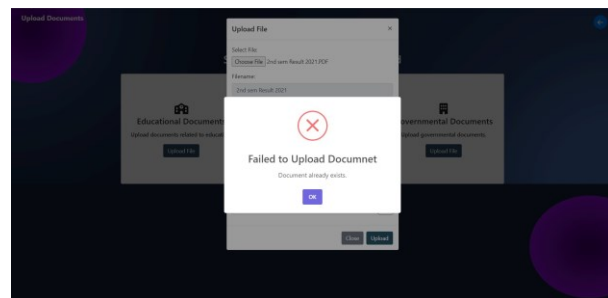 Upload Documents
Upload File
×
Select File
Choose File 2nd sem Result 2021.PDF
Filename
2nd sem Result 2021
Educational Documents
Upload documents related to educat
Upload File
overnmental Documents
Upload governmental documents.
Upload File
Failed to Upload Documnet
Document already exists.
OK
Close Upload